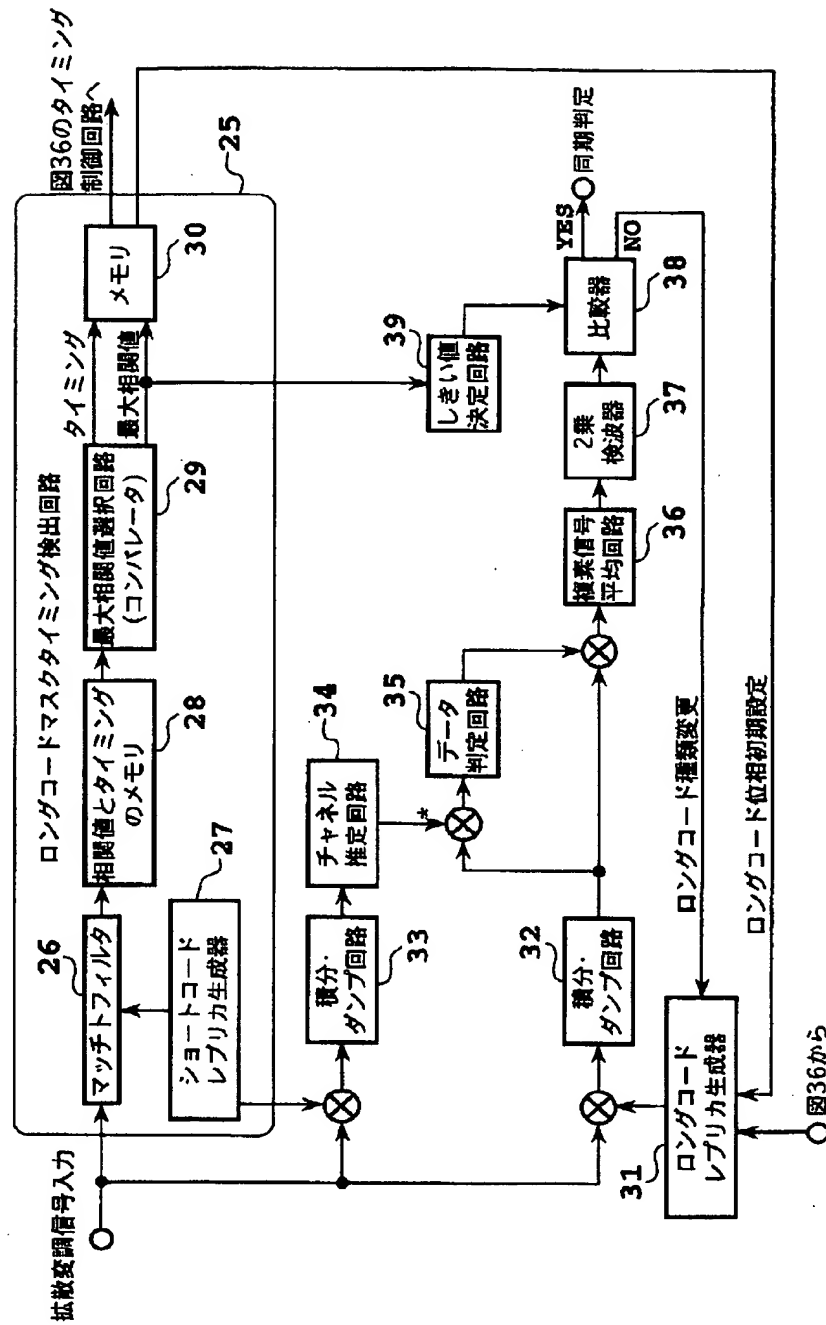 拡散変調信号入力
ロングコードマスクタイミング検出回路
26
マッチトフィルタ
相関値とタイミング
のメモリ
28
最大相関値選択回路
(コンパレータ)
29
タイミング
最大相関値
メモリ
30
図36のタイミング
制御回路へ
25
ショートコード
レプリカ生成器
27
積分・
ダンプ回路
33
チャネル
推定回路
34
*
データ
判定回路
35
しきい値
決定回路
39
積分・
ダンプ回路
32
複素信号
平均回路
36
2乗
検波器
37
比較器
38
YES
同期判定
NO
ロングコード
レプリカ生成器
31
ロングコード種類変更
ロングコード位相初期設定
図36から